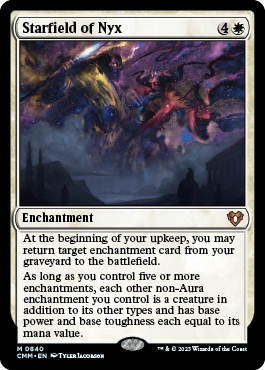 Starfield of Nyx 4
Enchantment
At the beginning of your upkeep, you may
return target enchantment card from your
graveyard to the battlefield.
As long as you control five or more
enchantments, each other non-Aura
enchantment you control is a creature in
addition to its other types and has base
power and base toughness each equal to its
mana value.
M 0840
CMM • EN Tyler Jacobson
™ & © 2023 Wizards of the Coast